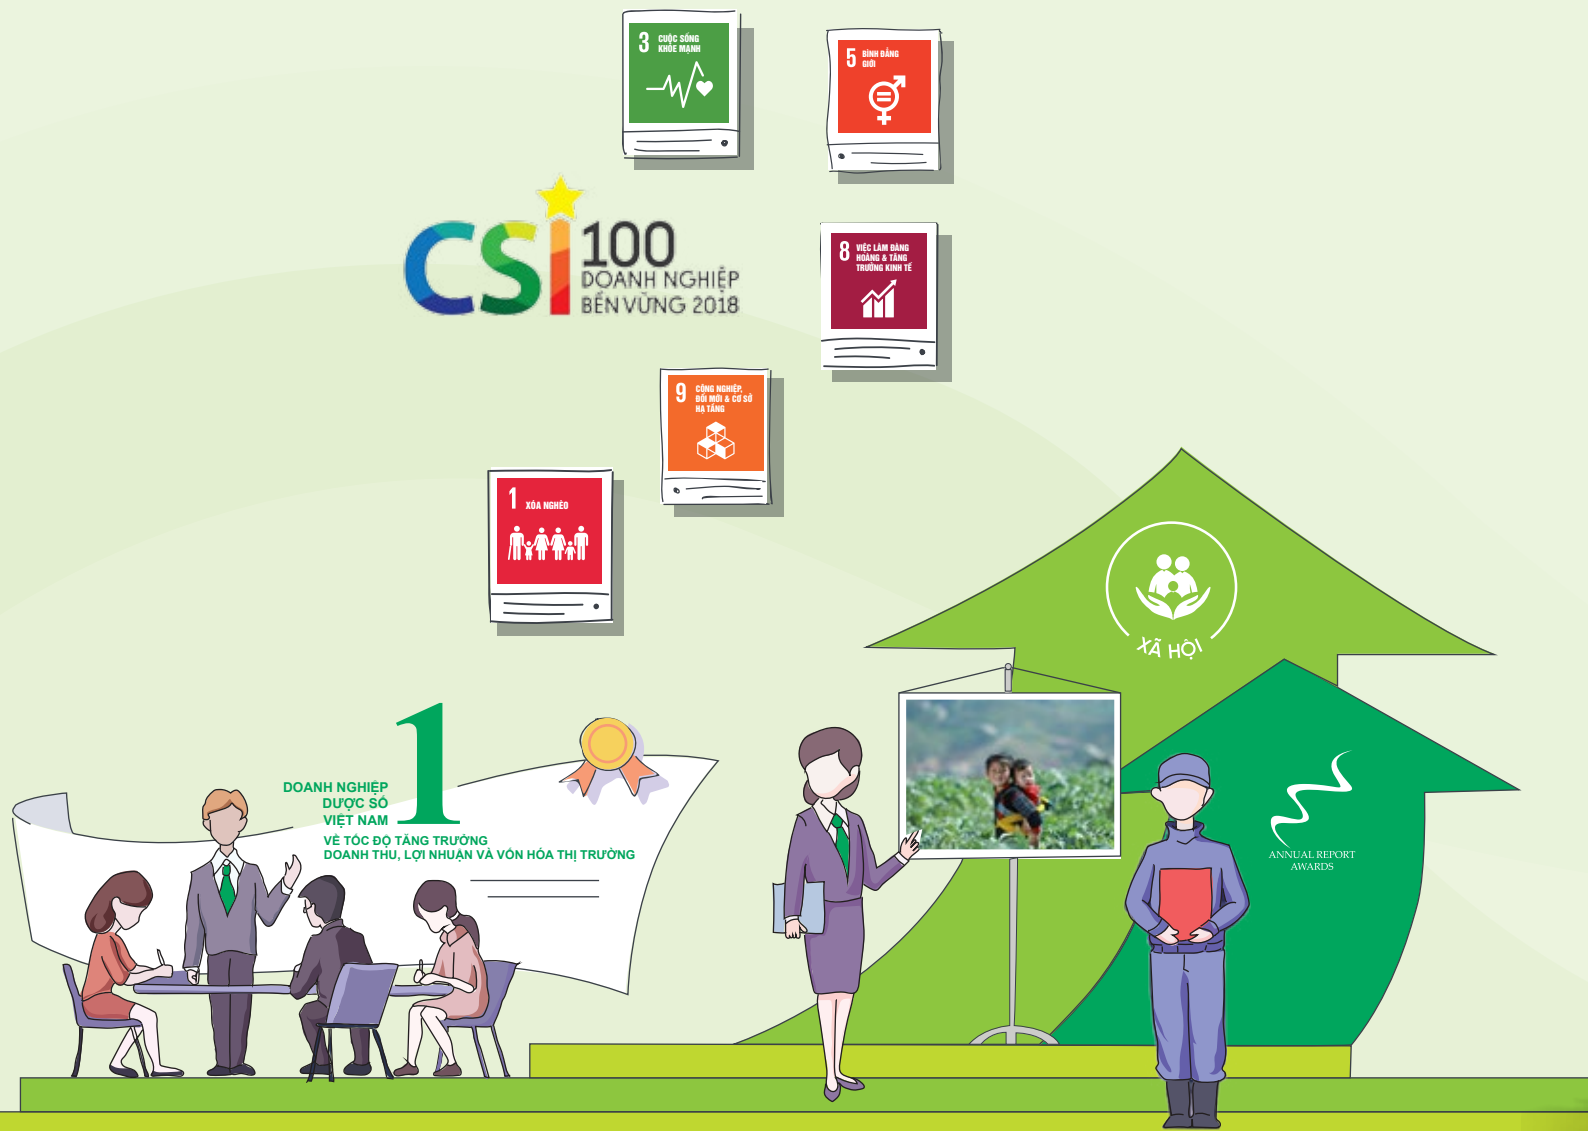 3 CUỘC SỐNG
KHỎE MẠNH
5 BÌNH ĐẲNG
GIỚI
CSI 100
DOANH NGHIỆP
BỀN VỮNG 2018
8 VIỆC LÀM ĐÀNG
HOÀNG & TĂNG
TRƯỞNG KINH TẾ
9 CÔNG NGHIỆP,
ĐỔI MỚI & CƠ SỞ
HẠ TẦNG
1 XÓA NGHÈO
XÃ HỘI
DOANH NGHIỆP
DƯỢC SỐ
VIỆT NAM
1
VỀ TỐC ĐỘ TĂNG TRƯỞNG
DOANH THU, LỢI NHUẬN VÀ VỐN HÓA THỊ TRƯỜNG
ANNUAL REPORT
AWARDS